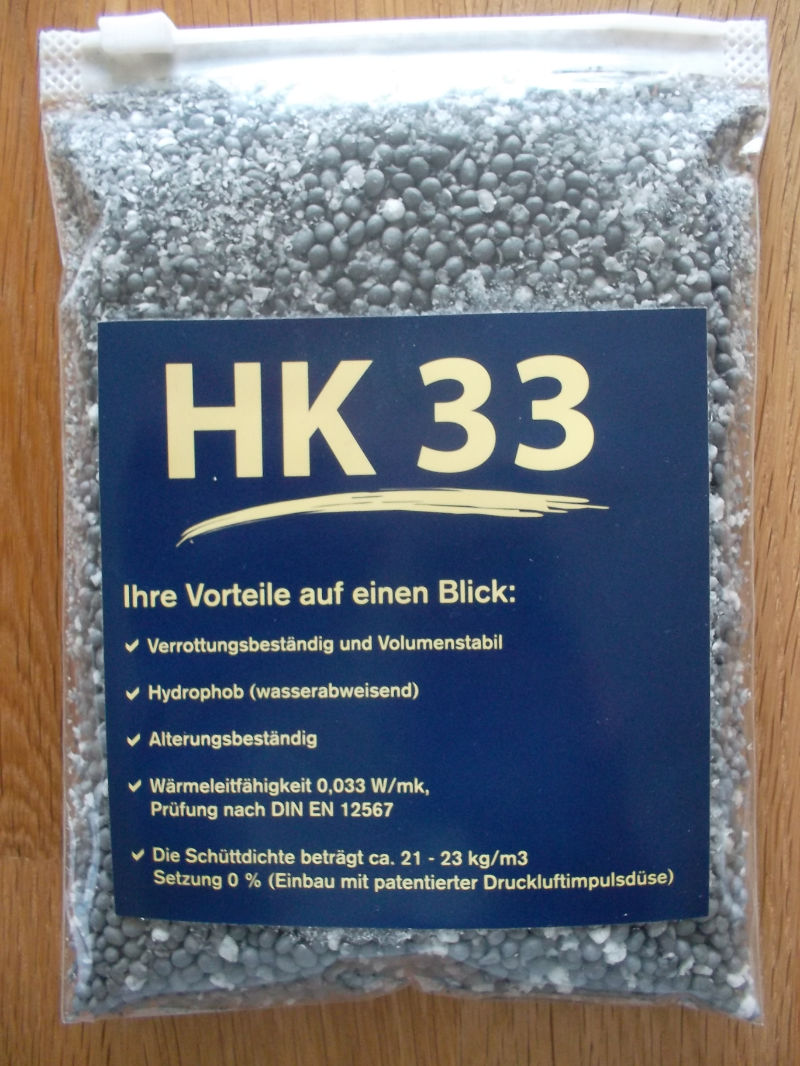 HK 33
Ihre Vorteile auf einen Blick:
✓ Verrottungsbeständig und Volumenstabil
✓ Hydrophob (wasserabweisend)
✓ Alterungsbeständig
✓ Wärmeleitfähigkeit 0,033 W/mk,
Prüfung nach DIN EN 12567
✓ Die Schüttdichte beträgt ca. 21 - 23 kg/m3
Setzung 0 % (Einbau mit patentierter Druckluftimpulsdüse)